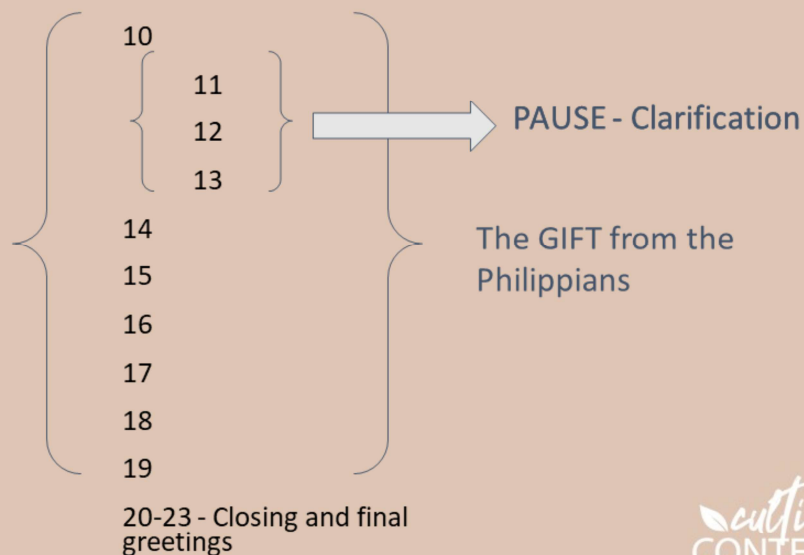 10
11
12
13
PAUSE - Clarification
14
The GIFT from the
Philippians
15
16
17
18
19
20-23 - Closing and final
greetings